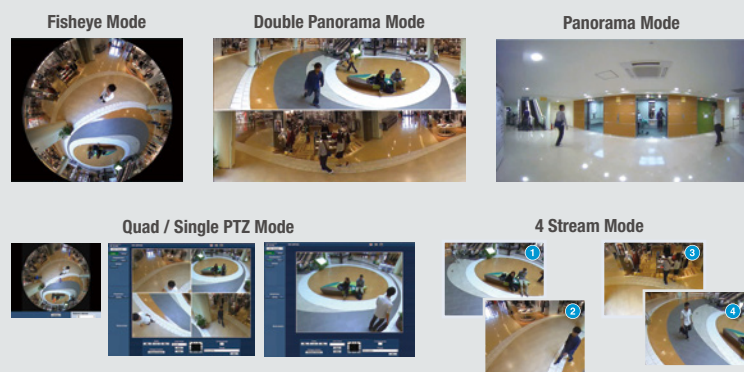 Fisheye Mode
Double Panorama Mode
Panorama Mode
Quad / Single PTZ Mode
4 Stream Mode
1
2
3
4